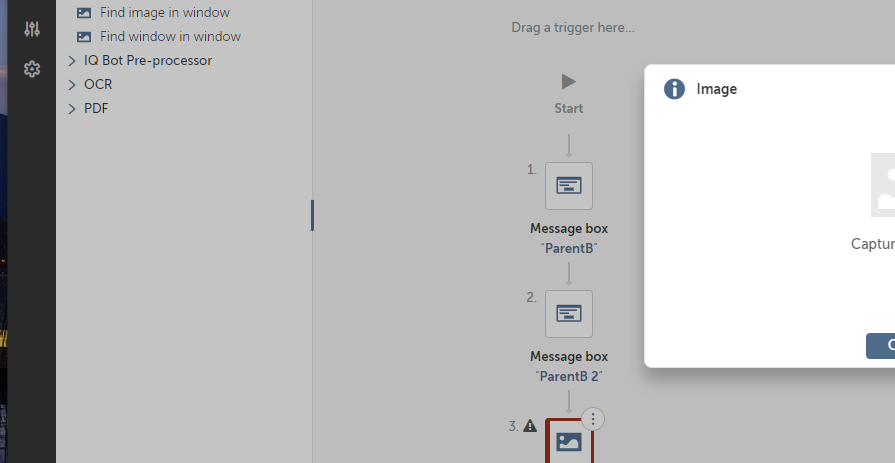 Find image in window
Find window in window
IQ Bot Pre-processor
OCR
PDF
Drag a trigger here...
Start
1.
Message box
"ParentB"
2.
Message box
"ParentB 2"
3.
Image